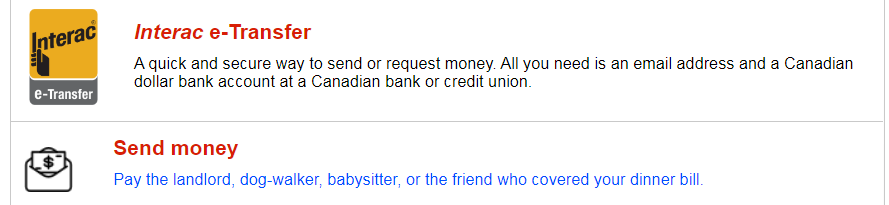 Interac®
e-Transfer
Interac e-Transfer
A quick and secure way to send or request money. All you need is an email address and a Canadian
dollar bank account at a Canadian bank or credit union.
$
Send money
Pay the landlord, dog-walker, babysitter, or the friend who covered your dinner bill.